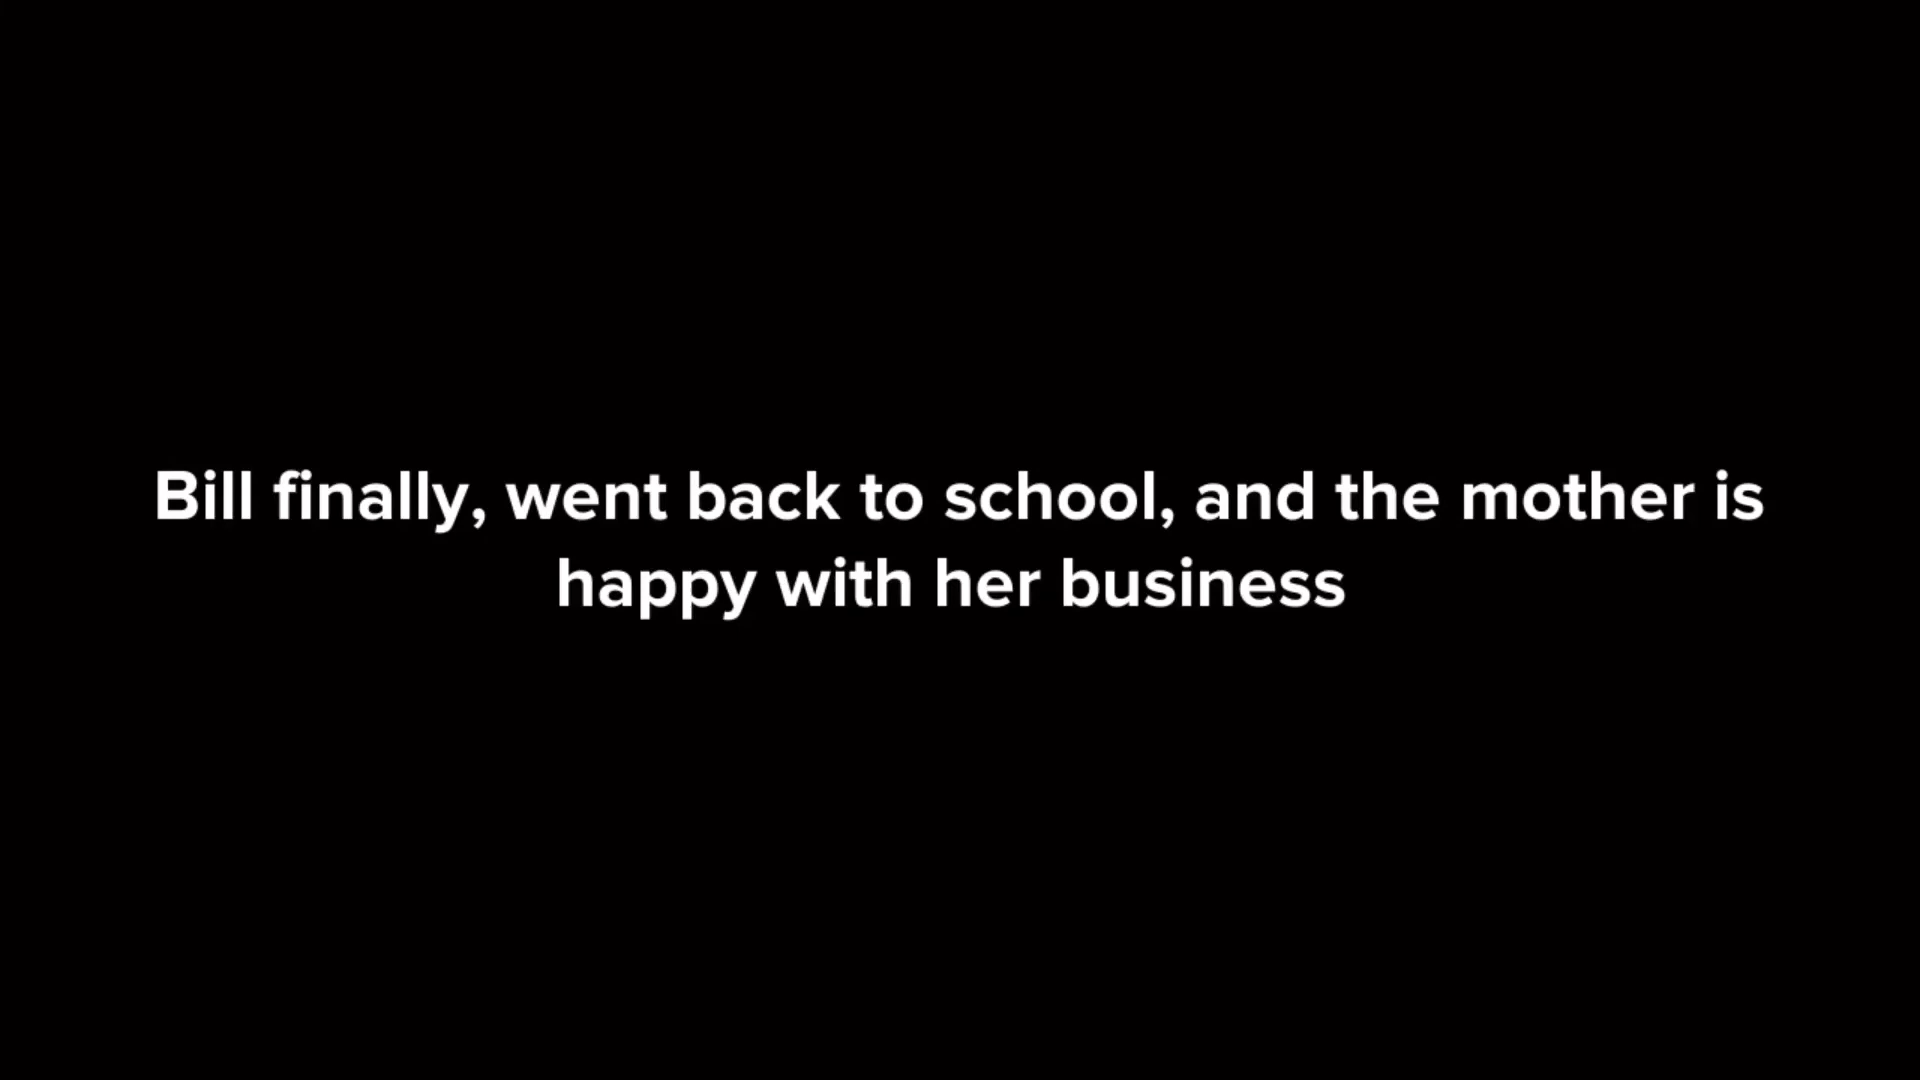 Bill finally, went back to school, and the mother is
happy with her business